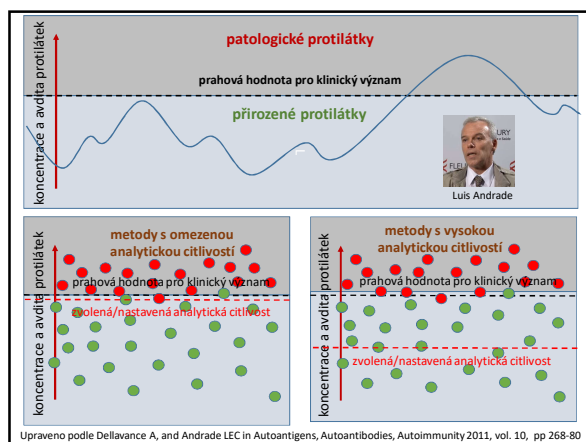 patologické protilátky
prahová hodnota pro klinický význam
přirozené protilátky
koncentrace a avdita protilátek
URY
FLEU
Luis Andrade
metody s omezenou
analytickou citlivostí
prahová hodnota pro klinický význam
zvolená/nastavená analytická citlivost
koncentrace a avdita protilátek
metody s vysokou
analytickou citlivostí
prahová hodnota pro klinický význam
zvolená/nastavená analytická citlivost
koncentrace a avdita protilátek
Upraveno podle Dellavance A, and Andrade LEC in Autoantigens, Autoantibodies, Autoimmunity 2011, vol. 10, pp 268-80